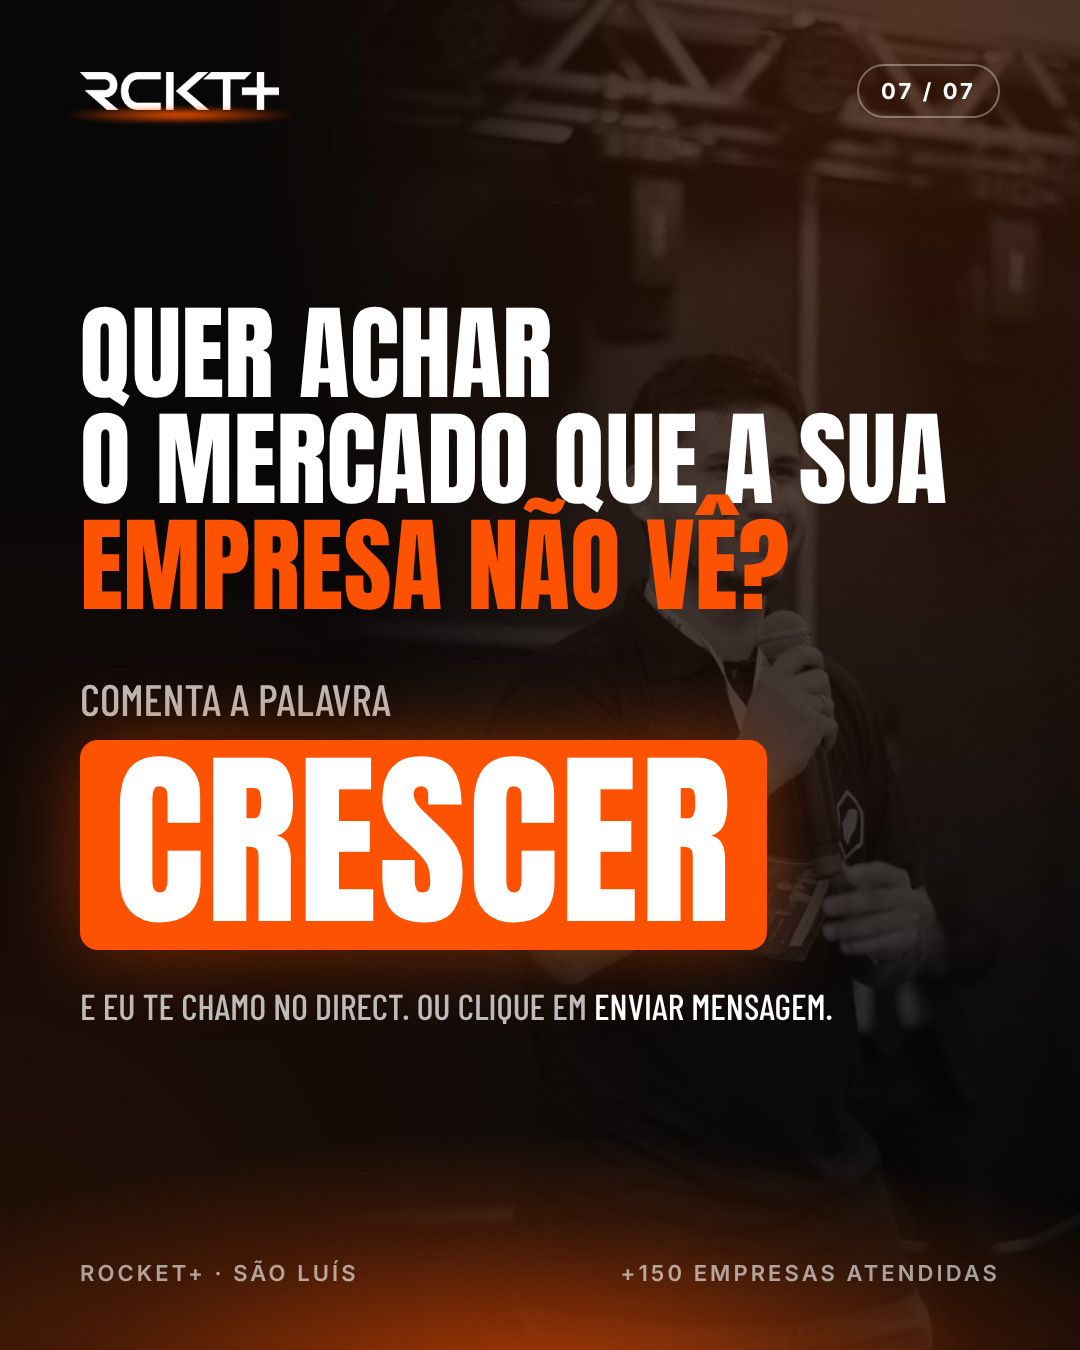 RCKT+
07 / 07
QUER ACHAR
O MERCADO QUE A SUA
EMPRESA NÃO VÊ?
COMENTA A PALAVRA
CRESCER
E EU TE CHAMO NO DIRECT. OU CLIQUE EM ENVIAR MENSAGEM.
ROCKET+ · SÃO LUÍS
+150 EMPRESAS ATENDIDAS